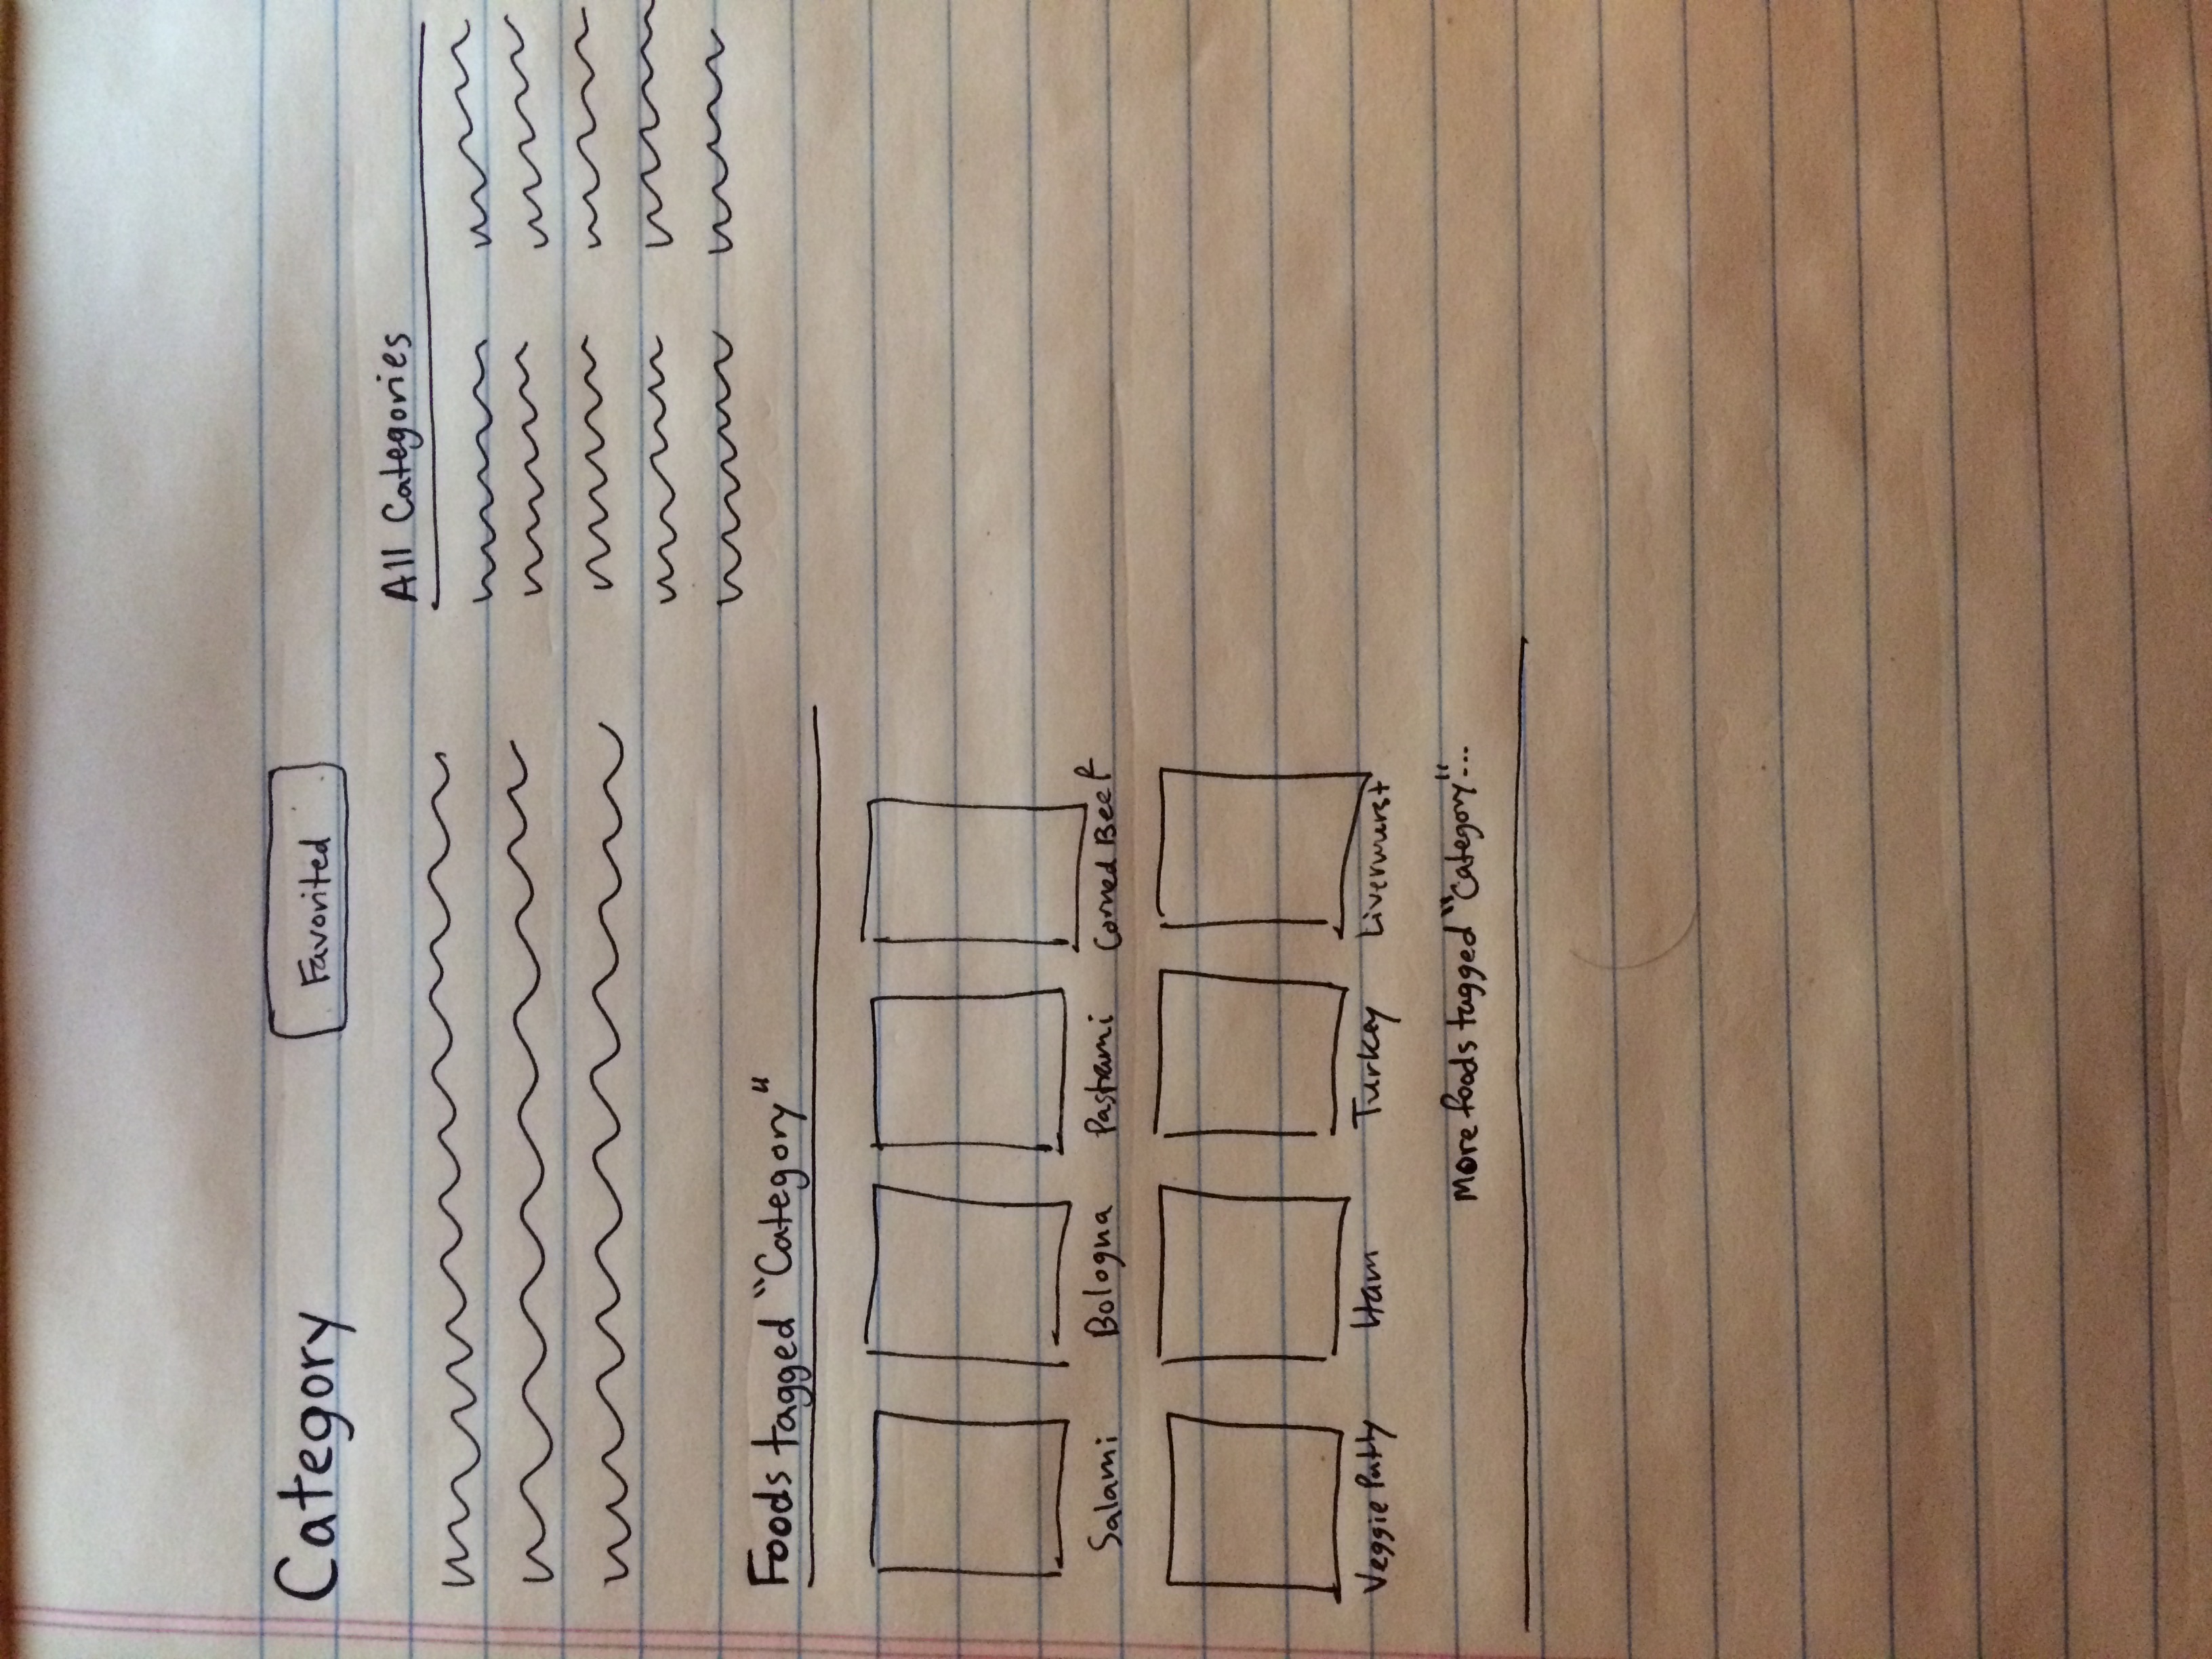 Category
Favorited
All Categories
Foods tagged "Category"
Salami Bologna Pastrami Corned Beef
Veggie Patty Ham Turkey Liverwurst
More foods tagged "Category"...